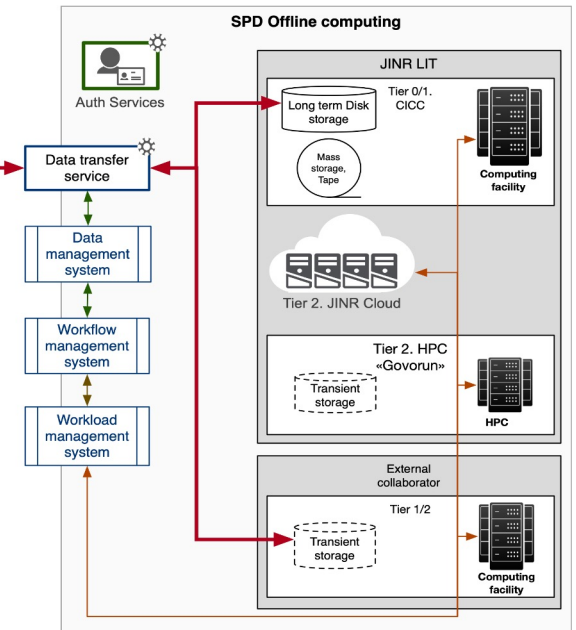 SPD Offline computing
Auth Services
JINR LIT
Tier 0/1.
CICC
Long term Disk
storage
Mass
storage,
Tape
Computing
facility
Data transfer
service
Data
management
system
Tier 2. JINR Cloud
Workflow
management
system
Tier 2. HPC
«Govorun»
Transient
storage
HPC
Workload
management
system
External
collaborator
Tier 1/2
Transient
storage
Computing
facility